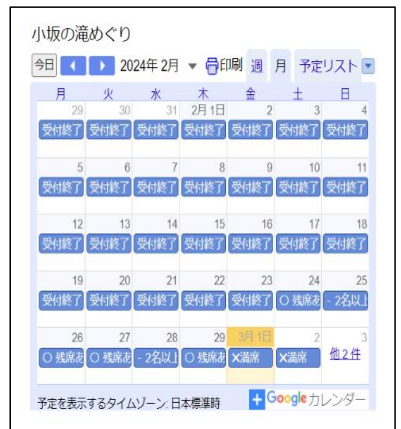 小坂の滝めぐり
今日 2024年 2月 印刷 週 月 予定リスト
月 火 水 木 金 土 日
29 30 31 2月 1日 2 3 4
受付終了 受付終了 受付終了 受付終了 受付終了 受付終了 受付終了
5 6 7 8 9 10 11
受付終了 受付終了 受付終了 受付終了 受付終了 受付終了 受付終了
12 13 14 15 16 17 18
受付終了 受付終了 受付終了 受付終了 受付終了 受付終了 受付終了
19 20 21 22 23 24 25
受付終了 受付終了 受付終了 受付終了 受付終了 〇 残席あ - 2名以上
26 27 28 29 3月 1日 2 3
〇 残席あ 〇 残席あ - 2名以上 〇 残席あ X満席 X満席 他 2 件
予定を表示するタイムゾーン: 日本標準時 + Googleカレンダー